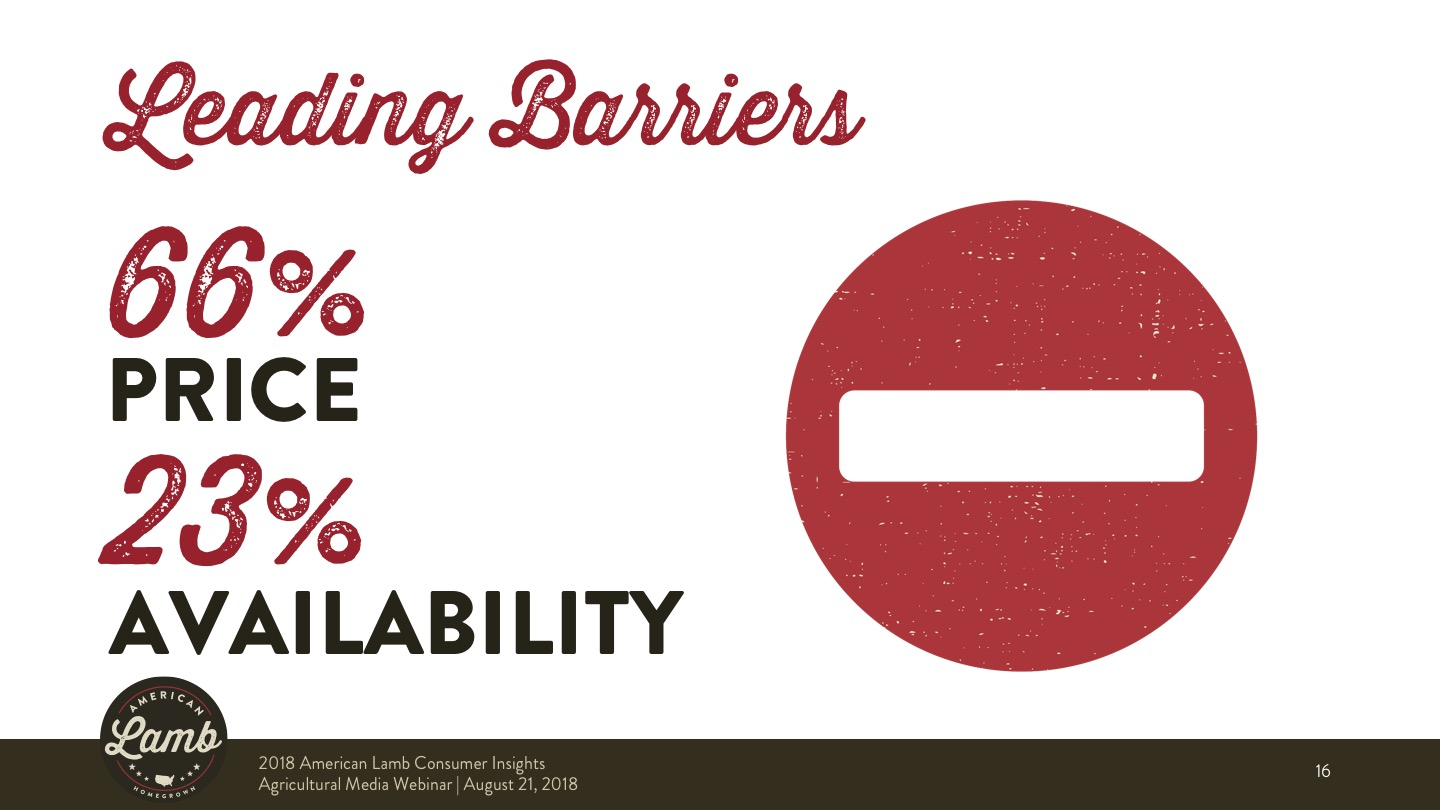 Leading Barriers
66%
PRICE
23%
AVAILABILITY
AMERICAN
Lamb
HOMEGROWN
2018 American Lamb Consumer Insights
Agricultural Media Webinar | August 21, 2018
16